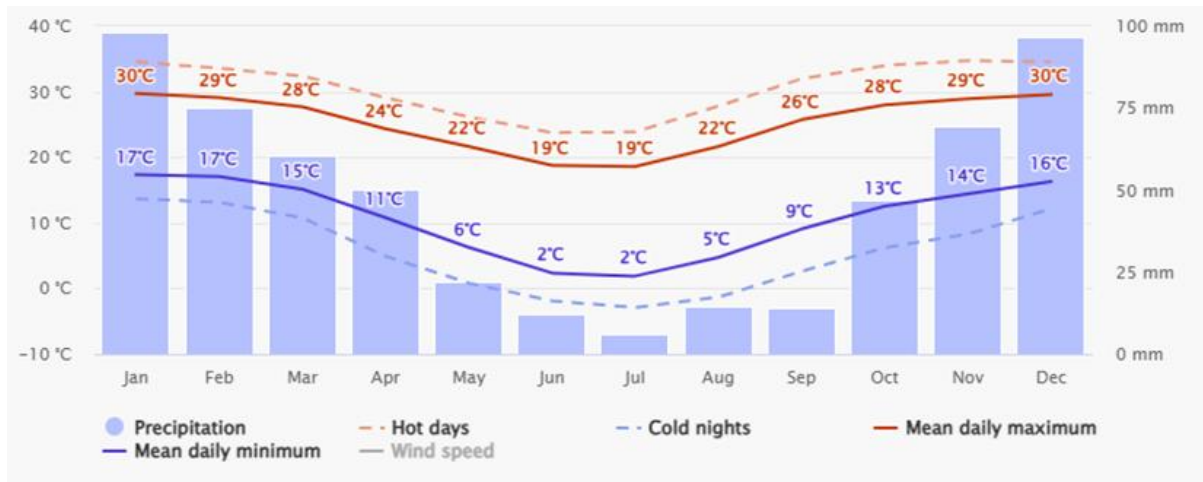 40 °C
100 mm
30°C 29°C 28°C 24°C 22°C 19°C 19°C 22°C 26°C 28°C 29°C 30°C
30 °C
75 mm
20 °C
17°C 17°C 15°C 11°C 6°C 2°C 2°C 5°C 9°C 13°C 14°C 16°C
50 mm
10 °C
25 mm
0 °C
-10 °C
0 mm
Jan Feb Mar Apr May Jun Jul Aug Sep Oct Nov Dec
Precipitation Hot days Cold nights Mean daily maximum
Mean daily minimum Wind speed